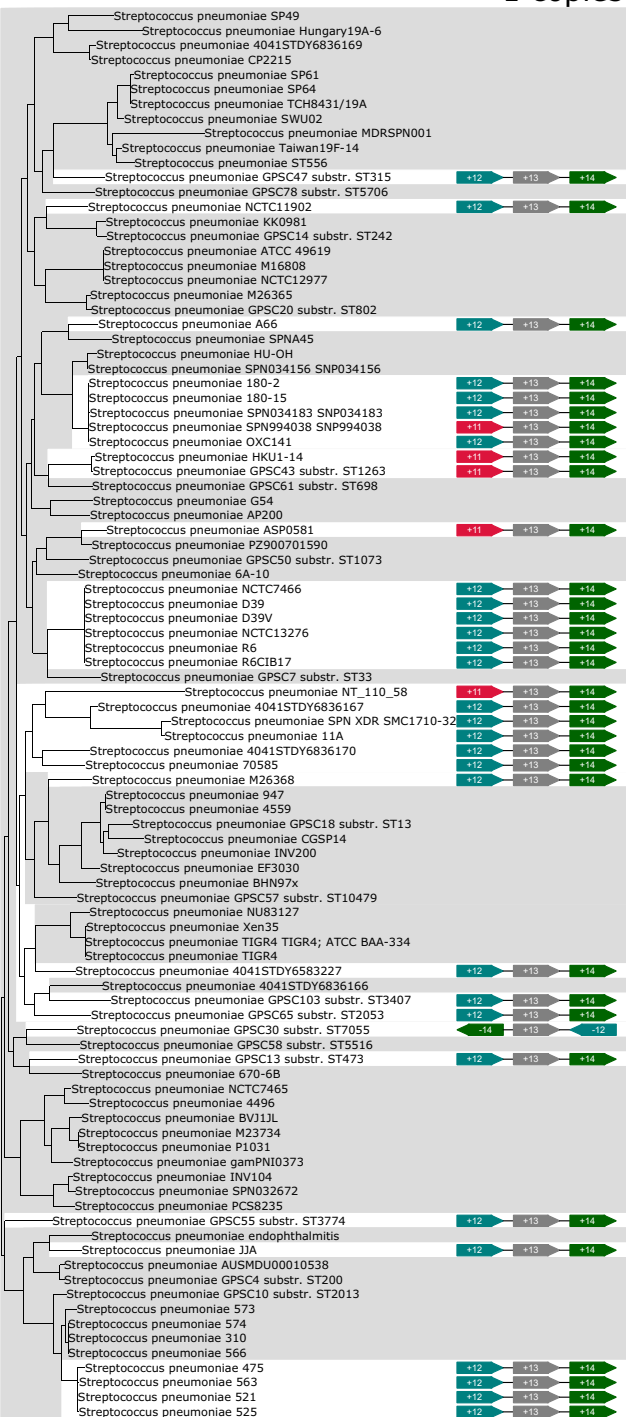 Streptococcus pneumoniae SP49
Streptococcus pneumoniae Hungary19A-6
Streptococcus pneumoniae 4041STDY6836169
Streptococcus pneumoniae CP2215
Streptococcus pneumoniae SP61
Streptococcus pneumoniae SP64
Streptococcus pneumoniae TCH8431/19A
Streptococcus pneumoniae SWU02
Streptococcus pneumoniae MDRSPN001
Streptococcus pneumoniae Taiwan19F-14
Streptococcus pneumoniae ST556
Streptococcus pneumoniae GPSC47 substr. ST315 +12 +13 +14
Streptococcus pneumoniae GPSC78 substr. ST5706
Streptococcus pneumoniae NCTC11902 +12 +13 +14
Streptococcus pneumoniae KK0981
Streptococcus pneumoniae GPSC14 substr. ST242
Streptococcus pneumoniae ATCC 49619
Streptococcus pneumoniae M16808
Streptococcus pneumoniae NCTC12977
Streptococcus pneumoniae M26365
Streptococcus pneumoniae GPSC20 substr. ST802
Streptococcus pneumoniae A66 +12 +13 +14
Streptococcus pneumoniae SPNA45
Streptococcus pneumoniae HU-OH
Streptococcus pneumoniae SPN034156 SNP034156
Streptococcus pneumoniae 180-2 +12 +13 +14
Streptococcus pneumoniae 180-15 +12 +13 +14
Streptococcus pneumoniae SPN034183 SNP034183 +12 +13 +14
Streptococcus pneumoniae SPN994038 SNP994038 +11 +13 +14
Streptococcus pneumoniae OXC141 +12 +13 +14
Streptococcus pneumoniae HKU1-14 +11 +13 +14
Streptococcus pneumoniae GPSC43 substr. ST1263 +11 +13 +14
Streptococcus pneumoniae GPSC61 substr. ST698
Streptococcus pneumoniae G54
Streptococcus pneumoniae AP200
Streptococcus pneumoniae ASP0581 +11 +13 +14
Streptococcus pneumoniae PZ900701590
Streptococcus pneumoniae GPSC50 substr. ST1073
Streptococcus pneumoniae 6A-10
Streptococcus pneumoniae NCTC7466 +12 +13 +14
Streptococcus pneumoniae D39 +12 +13 +14
Streptococcus pneumoniae D39V +12 +13 +14
Streptococcus pneumoniae NCTC13276 +12 +13 +14
Streptococcus pneumoniae R6 +12 +13 +14
Streptococcus pneumoniae R6CIB17 +12 +13 +14
Streptococcus pneumoniae GPSC7 substr. ST33
Streptococcus pneumoniae NT_110_58 +11 +13 +14
Streptococcus pneumoniae 4041STDY6836167 +12 +13 +14
Streptococcus pneumoniae SPN XDR SMC1710-32 +12 +13 +14
Streptococcus pneumoniae 11A +12 +13 +14
Streptococcus pneumoniae 4041STDY6836170 +12 +13 +14
Streptococcus pneumoniae 70585 +12 +13 +14
Streptococcus pneumoniae M26368 +12 +13 +14
Streptococcus pneumoniae 947
Streptococcus pneumoniae 4559
Streptococcus pneumoniae GPSC18 substr. ST13
Streptococcus pneumoniae CGSP14
Streptococcus pneumoniae INV200
Streptococcus pneumoniae EF3030
Streptococcus pneumoniae BHN97x
Streptococcus pneumoniae GPSC57 substr. ST10479
Streptococcus pneumoniae NU83127
Streptococcus pneumoniae Xen35
Streptococcus pneumoniae TIGR4 TIGR4; ATCC BAA-334
Streptococcus pneumoniae TIGR4
Streptococcus pneumoniae 4041STDY6583227 +12 +13 +14
Streptococcus pneumoniae 4041STDY6836166
Streptococcus pneumoniae GPSC103 substr. ST3407 +12 +13 +14
Streptococcus pneumoniae GPSC65 substr. ST2053 +12 +13 +14
Streptococcus pneumoniae GPSC30 substr. ST7055 -14 +13 -12
Streptococcus pneumoniae GPSC58 substr. ST5516
Streptococcus pneumoniae GPSC13 substr. ST473 +12 +13 +14
Streptococcus pneumoniae 670-6B
Streptococcus pneumoniae NCTC7465
Streptococcus pneumoniae 4496
Streptococcus pneumoniae BVJ1JL
Streptococcus pneumoniae M23734
Streptococcus pneumoniae P1031
Streptococcus pneumoniae gamPNI0373
Streptococcus pneumoniae INV104
Streptococcus pneumoniae SPN032672
Streptococcus pneumoniae PCS8235
Streptococcus pneumoniae GPSC55 substr. ST3774 +12 +13 +14
Streptococcus pneumoniae endophthalmitis
Streptococcus pneumoniae JJA +12 +13 +14
Streptococcus pneumoniae AUSMDU00010538
Streptococcus pneumoniae GPSC4 substr. ST200
Streptococcus pneumoniae GPSC10 substr. ST2013
Streptococcus pneumoniae 573
Streptococcus pneumoniae 574
Streptococcus pneumoniae 310
Streptococcus pneumoniae 566
Streptococcus pneumoniae 475 +12 +13 +14
Streptococcus pneumoniae 563 +12 +13 +14
Streptococcus pneumoniae 521 +12 +13 +14
Streptococcus pneumoniae 525 +12 +13 +14